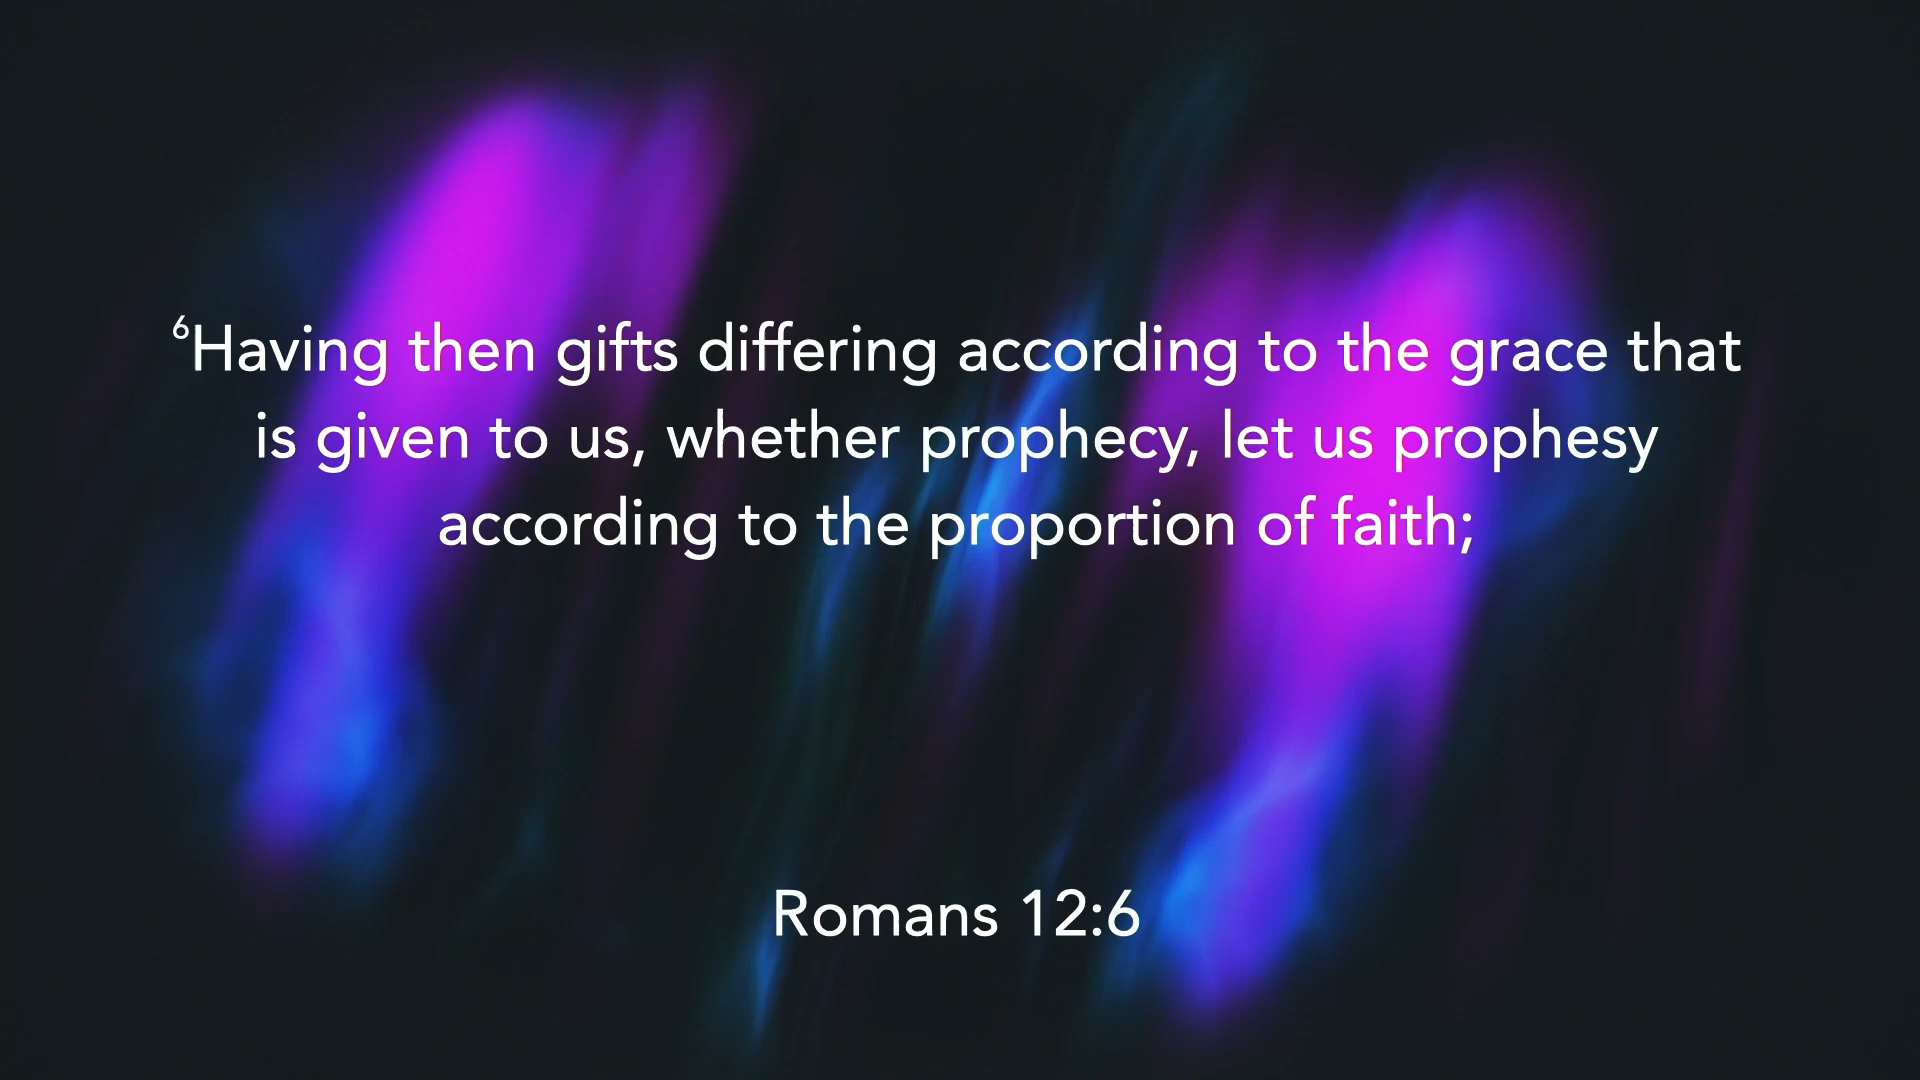 ⁶Having then gifts differing according to the grace that
is given to us, whether prophecy, let us prophesy
according to the proportion of faith;
Romans 12:6